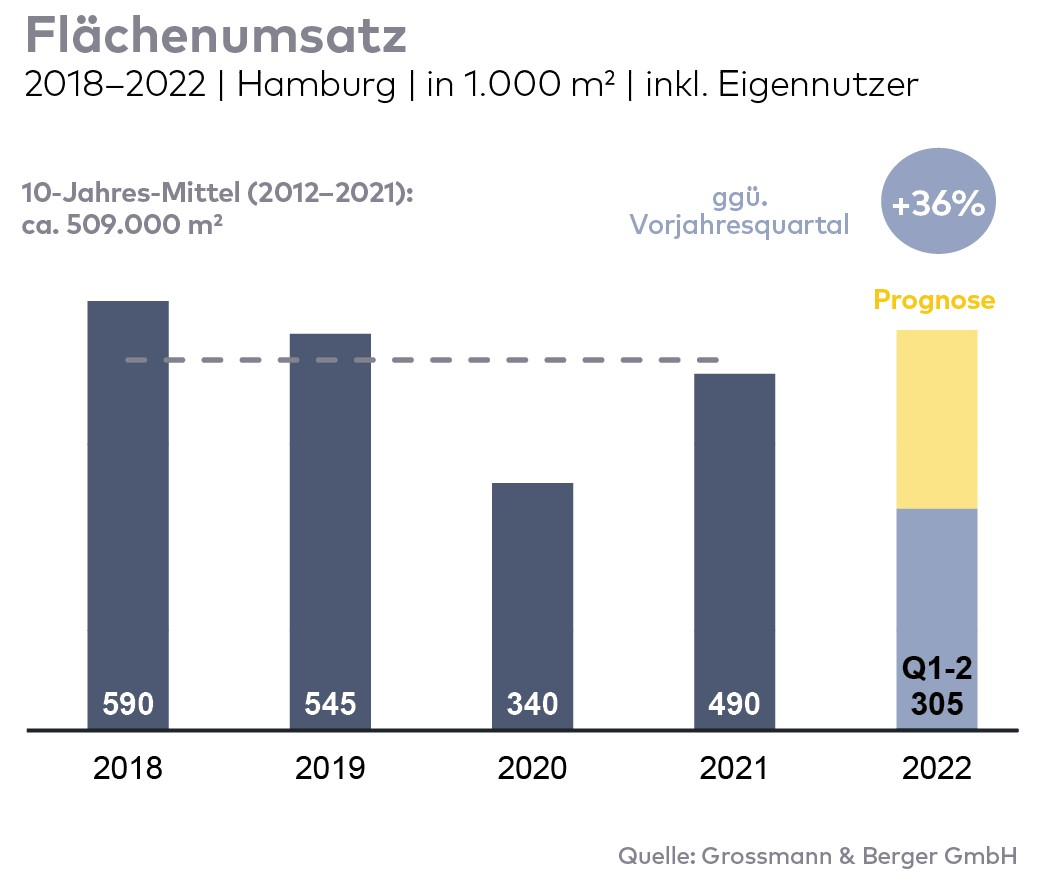 Flächenumsatz
2018–2022 | Hamburg | in 1.000 m² | inkl. Eigennutzer
10-Jahres-Mittel (2012–2021):
ca. 509.000 m²
ggü.
Vorjahresquartal
+36%
Prognose
590
545
340
490
Q1-2
305
2018
2019
2020
2021
2022
Quelle: Grossmann & Berger GmbH